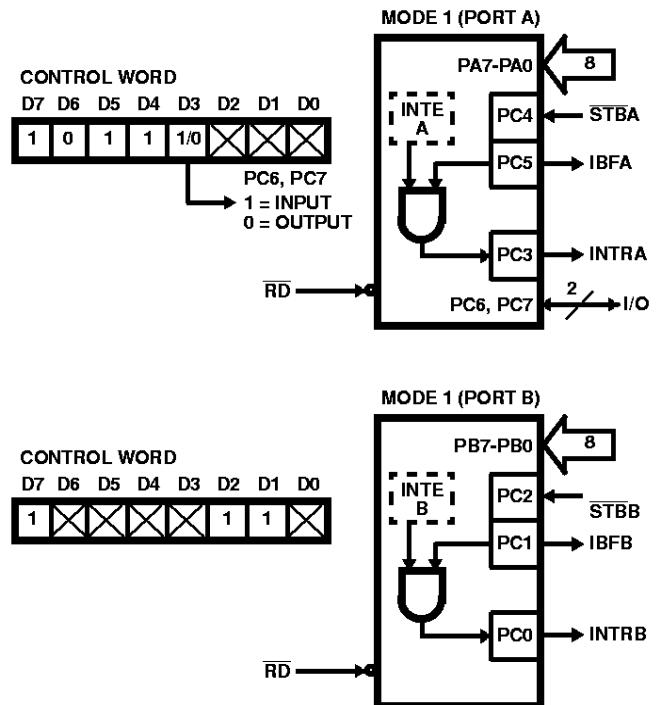 MODE 1 (PORT A)
CONTROL WORD
D7 D6 D5 D4 D3 D2 D1 D0
1 0 1 1 1/0
PC6, PC7
1 = INPUT
0 = OUTPUT
RD
PA7-PA0
8
INTE
A
PC4
STBA
PC5
IBFA
PC3
INTRA
PC6, PC7
2
I/O
MODE 1 (PORT B)
CONTROL WORD
D7 D6 D5 D4 D3 D2 D1 D0
1 1 1
RD
PB7-PB0
8
INTE
B
PC2
STBB
PC1
IBFB
PC0
INTRB